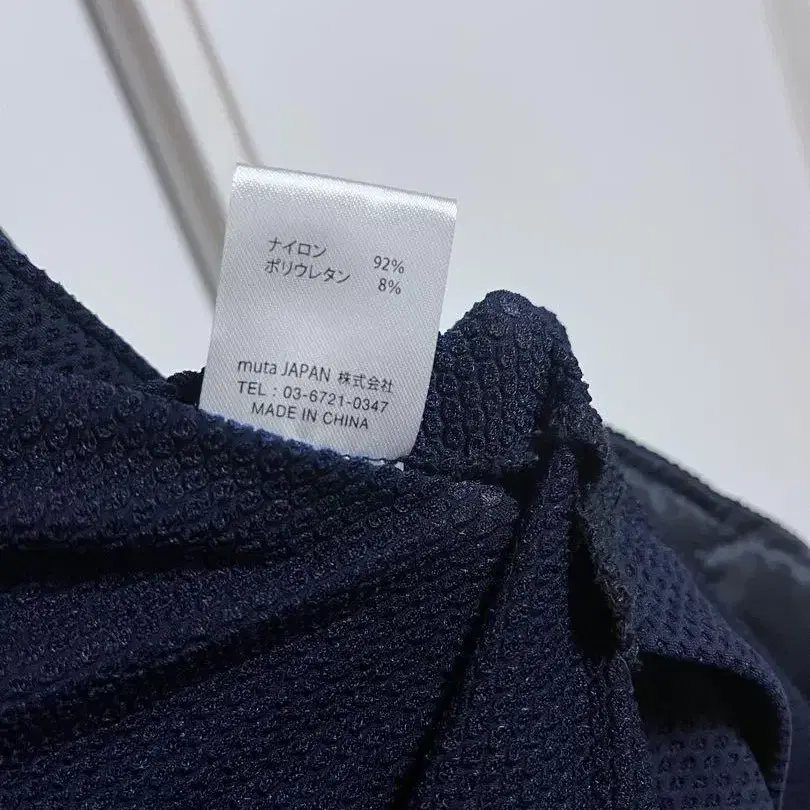 ナイロン 92%
ポリウレタン 8%
muta JAPAN 株式会社
TEL : 03-6721-0347
MADE IN CHINA